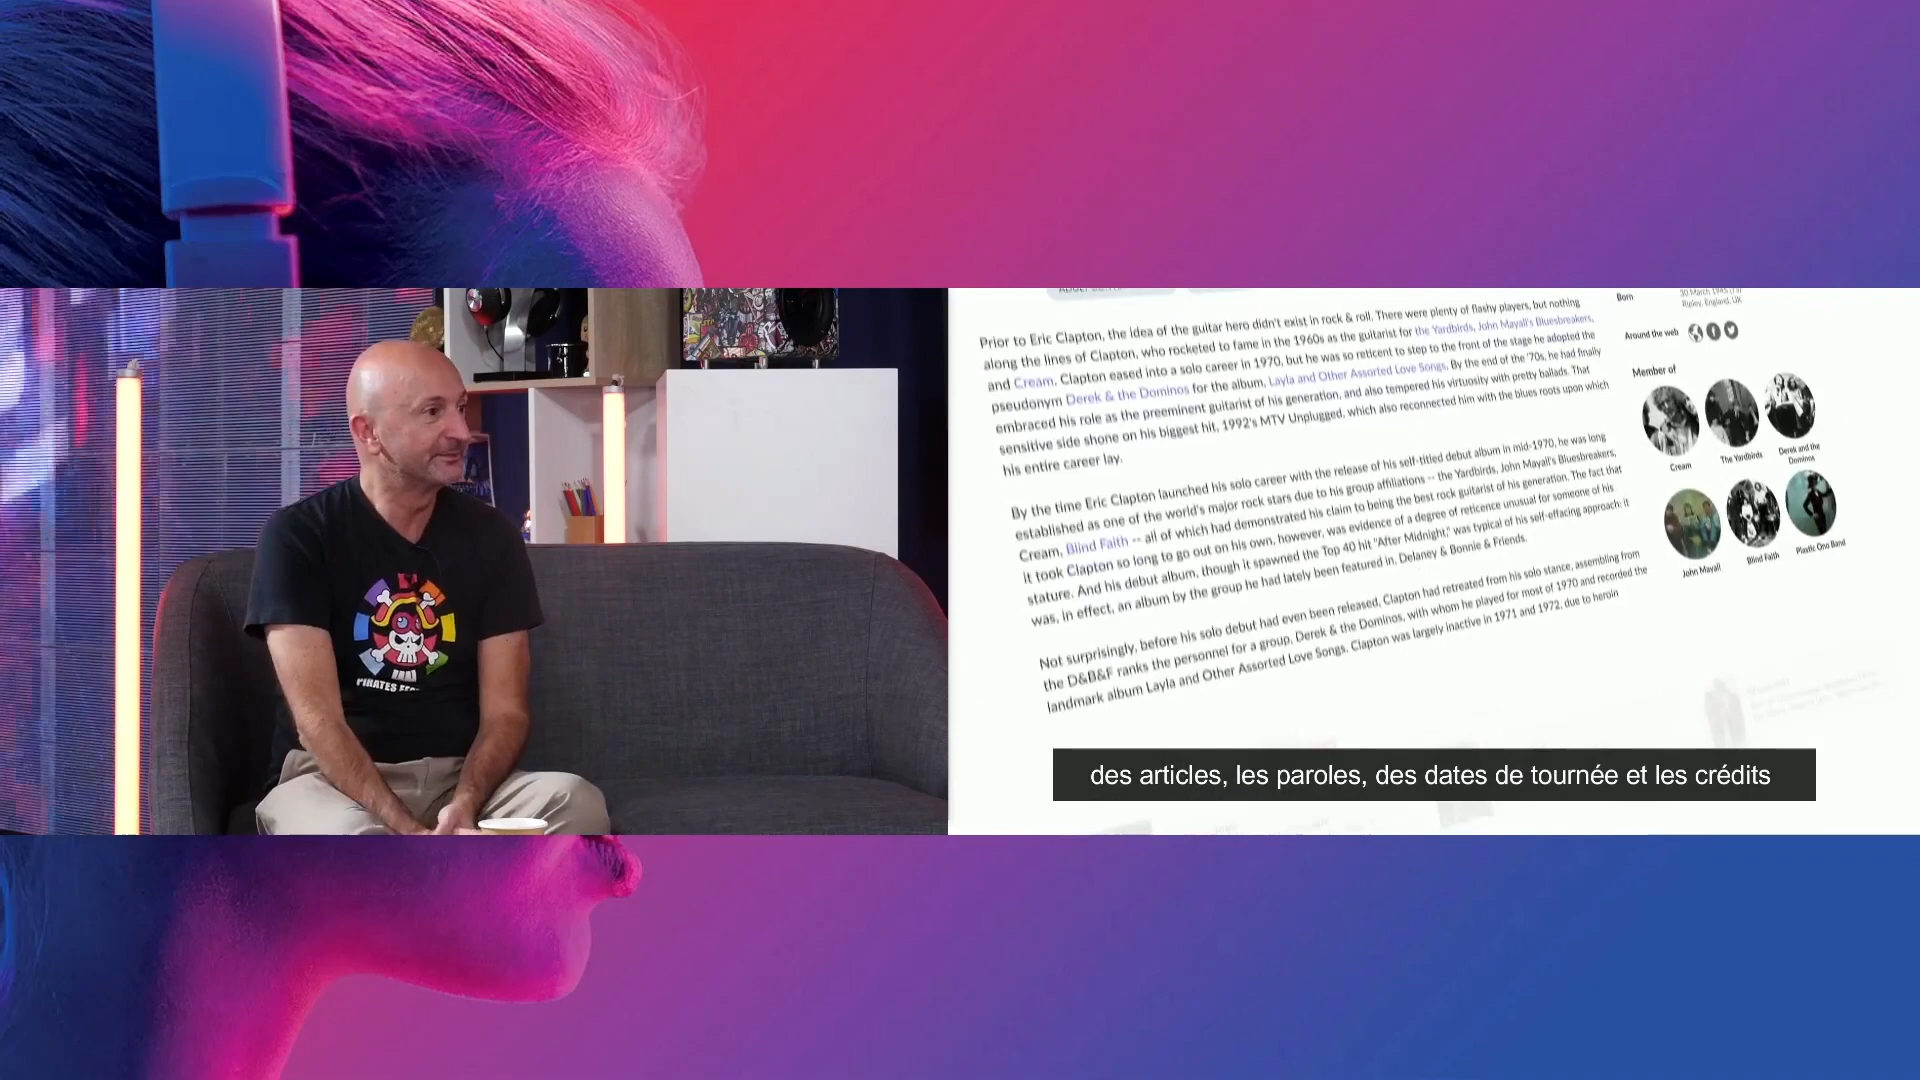 PIRATES
Prior to Eric Clapton, the idea of the guitar hero didn't exist in rock & roll. There were plenty of flashy players, but nothing
along the lines of Clapton, who rocketed to fame in the 1960s as the guitarist for the Yardbirds, John Mayall's Bluesbreakers,
and Cream. Clapton eased into a solo career in 1970, but he was so reticent to step to the front of the stage he adopted the
pseudonym Derek & the Dominos for the album, Layla and Other Assorted Love Songs. By the end of the '70s, he had finally
embraced his role as the preeminent guitarist of his generation, and also tempered his virtuosity with pretty ballads. That
sensitive side shone on his biggest hit, 1992's MTV Unplugged, which also reconnected him with the blues roots upon which
his entire career lay.
By the time Eric Clapton launched his solo career with the release of his self-titled debut album in mid-1970, he was long
established as one of the world's major rock stars due to his group affiliations -- the Yardbirds, John Mayall's Bluesbreakers,
Cream, Blind Faith -- all of which had demonstrated his claim to being the best rock guitarist of his generation. The fact that
it took Clapton so long to go out on his own, however, was evidence of a degree of reticence unusual for someone of his
stature. And his debut album, though it spawned the Top 40 hit "After Midnight," was typical of his self-effacing approach: it
was, in effect, an album by the group he had lately been featured in, Delaney & Bonnie & Friends.
Not surprisingly, before his solo debut had even been released, Clapton had retreated from his solo stance, assembling from
the D&B&F ranks the personnel for a group, Derek & the Dominos, with whom he played for most of 1970 and recorded the
landmark album Layla and Other Assorted Love Songs. Clapton was largely inactive in 1971 and 1972, due to heroin
Born
30 March 1945
Ripley, England, UK
Around the web
Member of
Cream
The Yardbirds
Derek and the
Dominos
John Mayall
Blind Faith
Plastic Ono Band
des articles, les paroles, des dates de tournée et les crédits